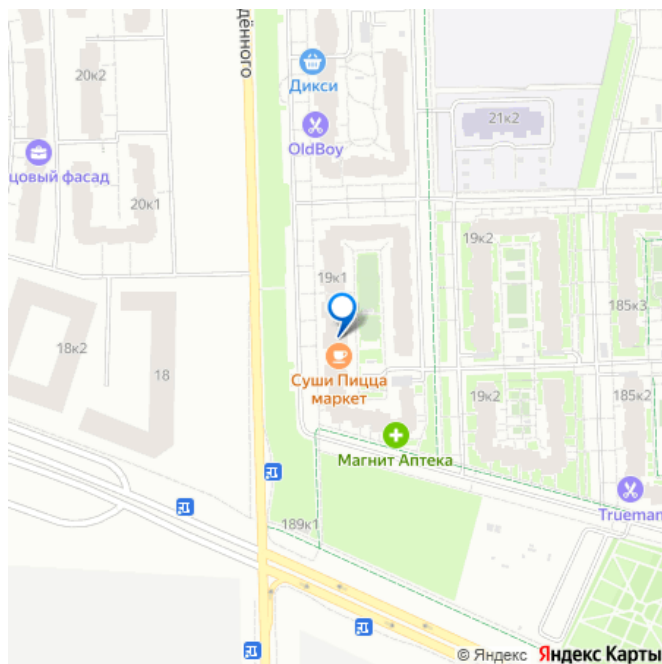 дённого
20к2
Дикси
21к2
OldBoy
цовый фасад
20к1
19к1
19к2
185к3
18к2
18
Суши Пицца
маркет
19к2
185к2
Магнит Аптека
Trueman
189к1
© Яндекс Яндекс Карты